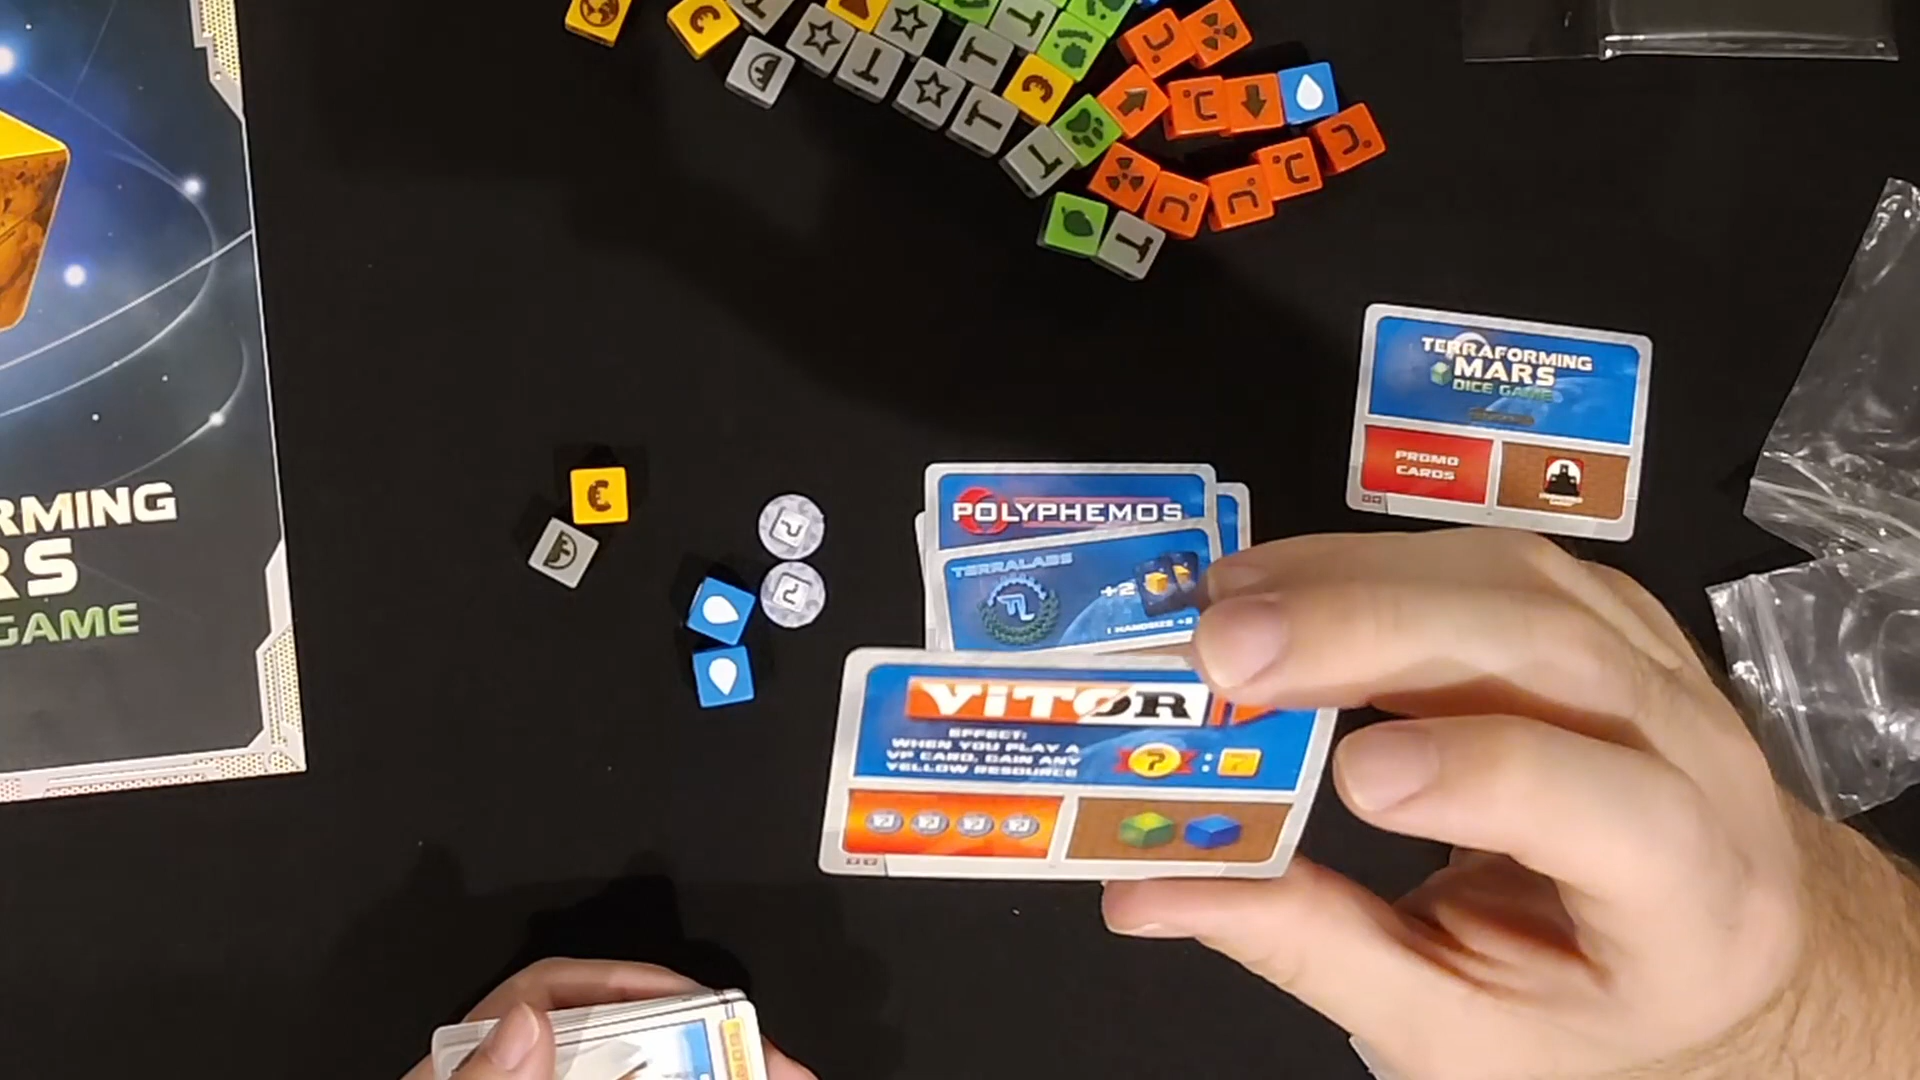 TERRAFORMING
MARS
DICE GAME
PROMO
CARDS
RMING
RS
GAME
POLYPHEMOS
TERRALABS
+2
VITOR
EFFECT:
WHEN YOU PLAY A
VP CARD, GAIN ANY
YELLOW RESOURCE
? : ?
? ? ? ?